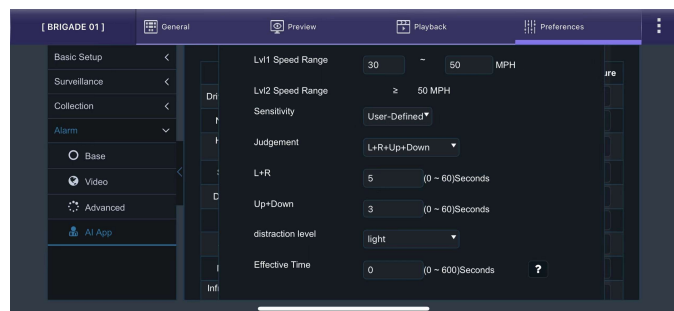 [ BRIGADE 01 ] General Preview Playback Preferences
Basic Setup
Surveillance
Collection
Alarm
Base
Video
Advanced
AI App
Lvl1 Speed Range 30 ~ 50 MPH
Lvl2 Speed Range ≥ 50 MPH
Sensitivity User-Defined
Judgement L+R+Up+Down
L+R 5 (0 ~ 60)Seconds
Up+Down 3 (0 ~ 60)Seconds
distraction level light
Effective Time 0 (0 ~ 600)Seconds ?